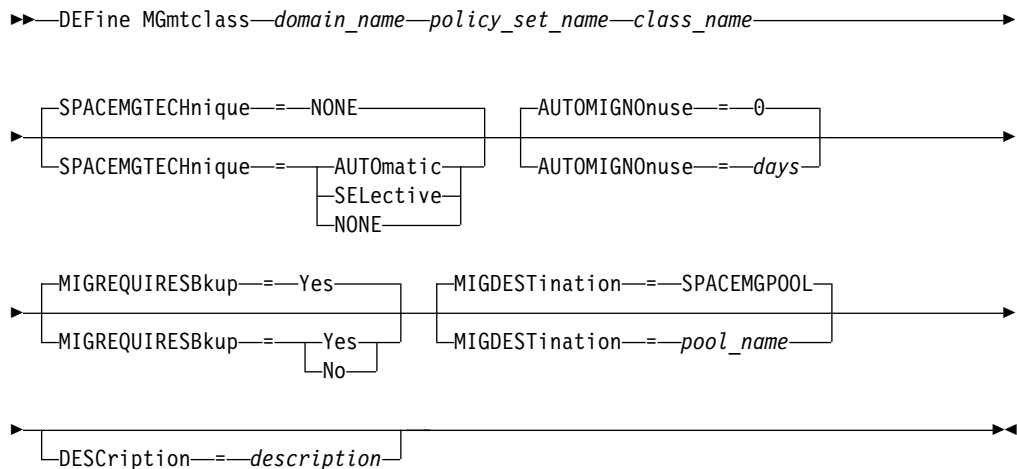 DEFine MGmtclass domain_name policy_set_name class_name
SPACEMGTECHnique = NONE AUTOMIGNOnuse = 0
SPACEMGTECHnique = AUTOmatic AUTOMIGNOnuse = days
SELective
NONE
MIGREQUIRESBkup = Yes MIGDESTination = SPACEMGPOOL
MIGREQUIRESBkup = Yes MIGDESTination = pool_name
No
DESCription = description